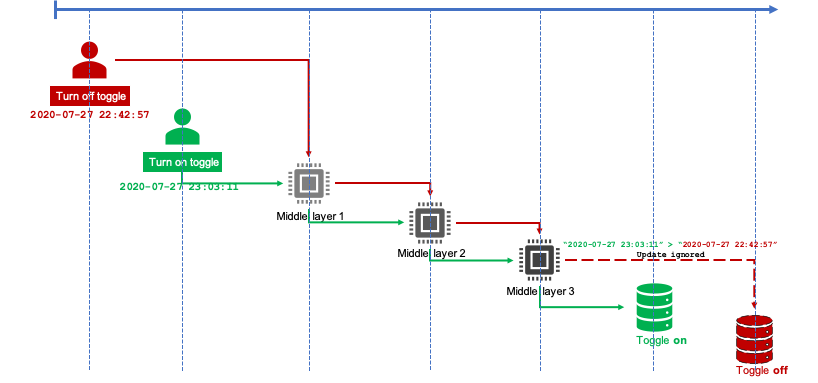 Turn off toggle
2020-07-27 22:42:57
Turn on toggle
2020-07-27 23:03:11
Middle layer 1
Middle layer 2
"2020-07-27 23:03:11" > "2020-07-27 22:42:57"
Update ignored
Middle layer 3
Toggle on
Toggle off